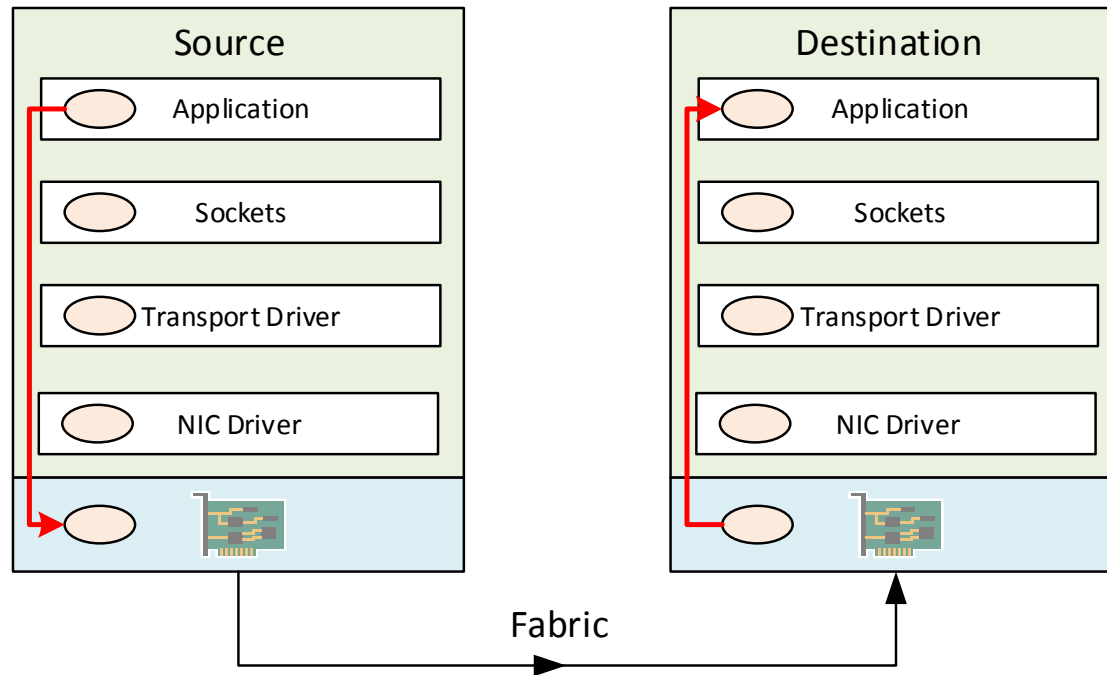 Source
Application
Sockets
Transport Driver
NIC Driver
Destination
Application
Sockets
Transport Driver
NIC Driver
Fabric